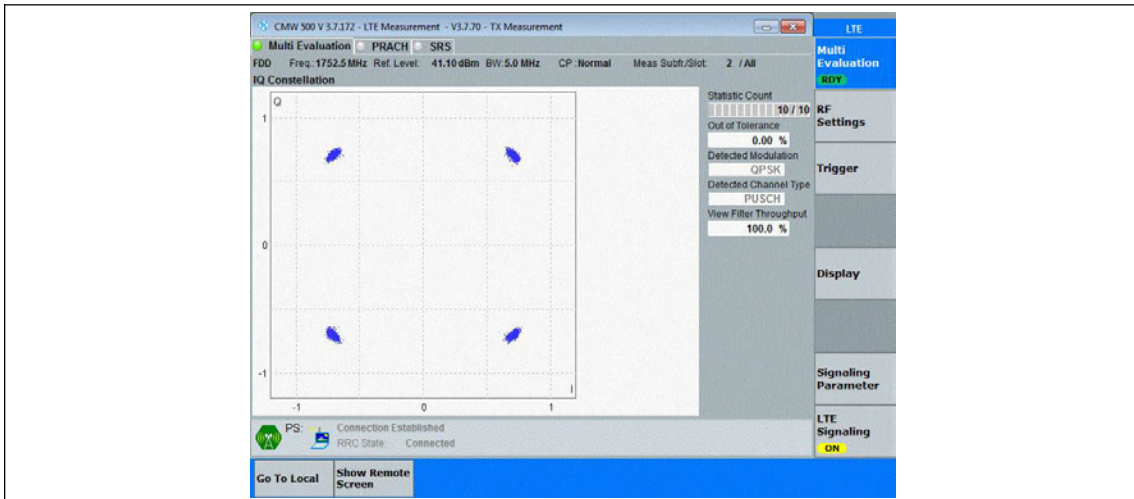 CMW 500 V 3.7.172 - LTE Measurement - V3.7.70 - TX Measurement
LTE
Multi Evaluation PRACH SRS
FDD Freq.:1752.5 MHz Ref. Level: 41.10 dBm BW:5.0 MHz CP :Normal Meas Subfr./Slot: 2 / All
IQ Constellation
Q
1
0
-1
-1 0 1
I
Statistic Count
10 / 10
Out of Tolerance
0.00 %
Detected Modulation
QPSK
Detected Channel Type
PUSCH
View Filter Throughput
100.0 %
Multi
Evaluation
RDY
RF
Settings
Trigger
Display
Signaling
Parameter
LTE
Signaling
ON
PS: Connection Established
RRC State: Connected
Go To Local
Show Remote
Screen